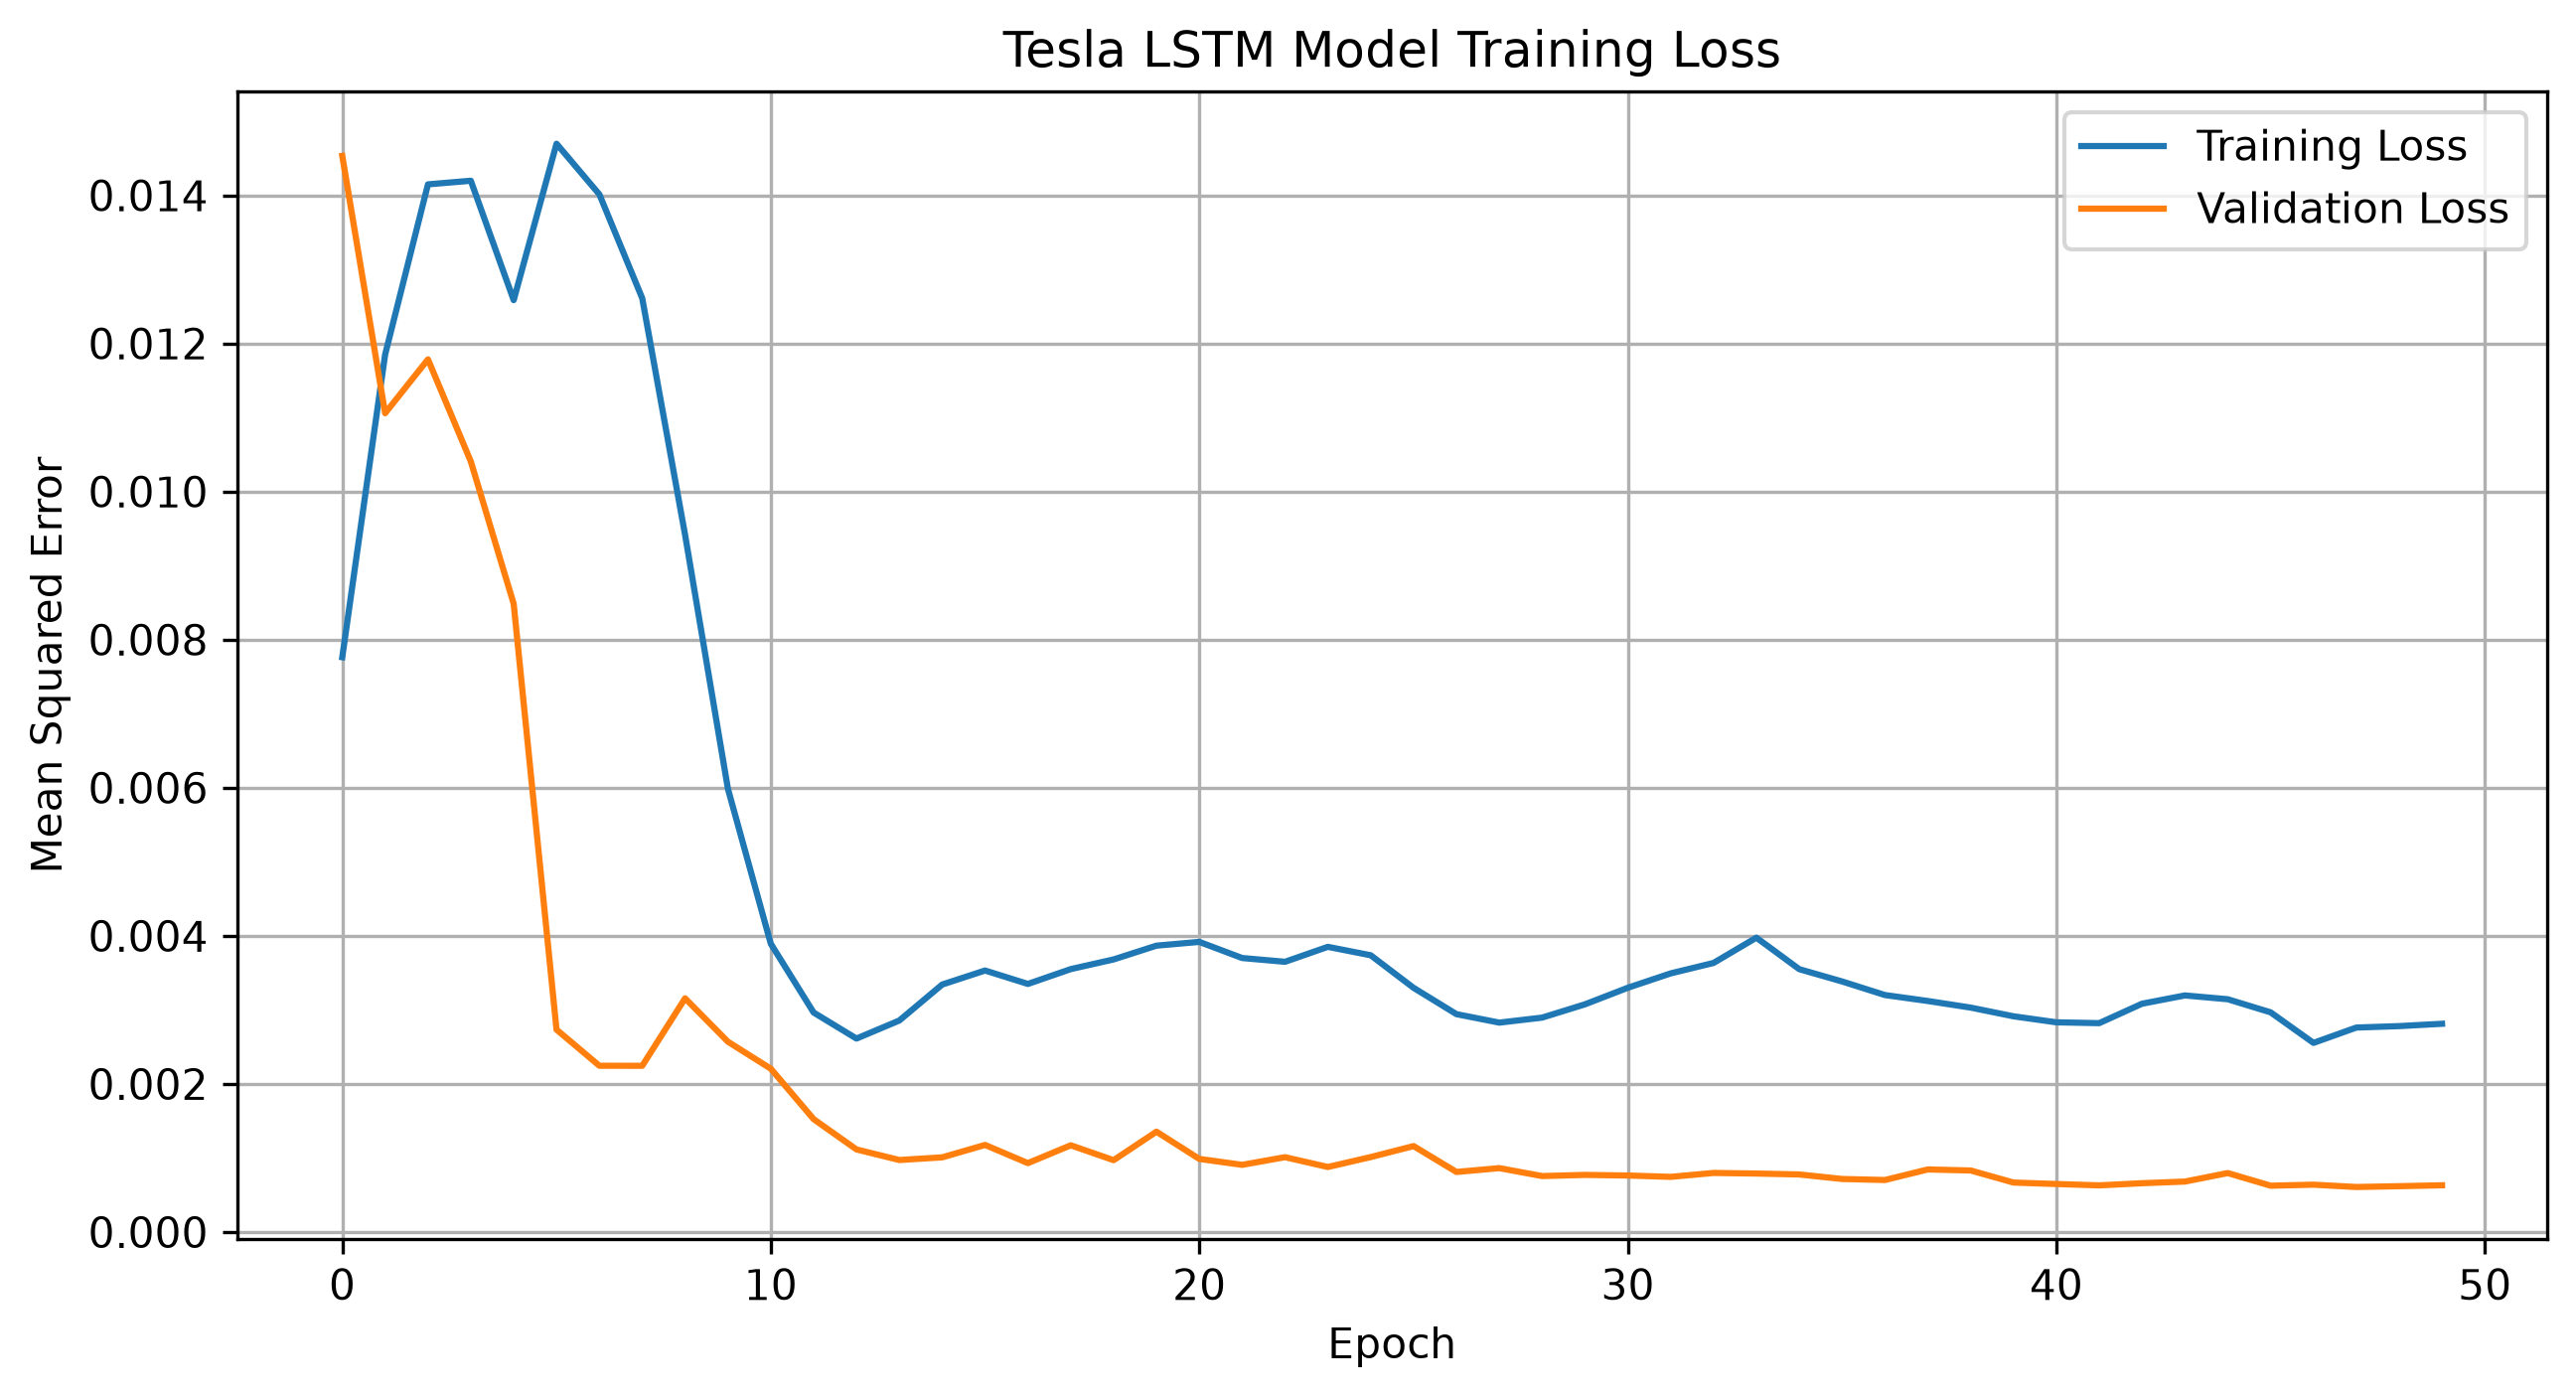 Tesla LSTM Model Training Loss
Training Loss
Validation Loss
Mean Squared Error
0.014
0.012
0.010
0.008
0.006
0.004
0.002
0.000
0 10 20 30 40 50
Epoch